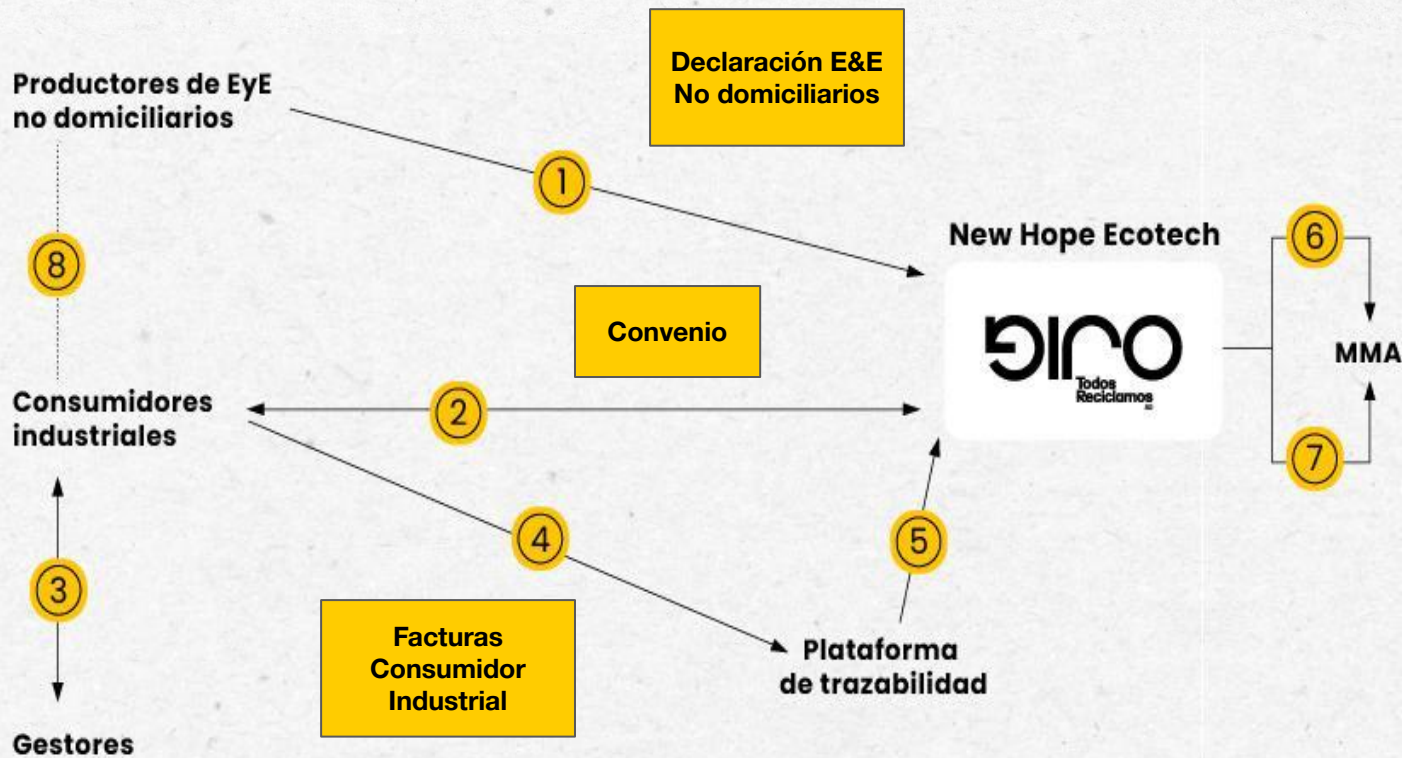 Declaración E&E
No domiciliarios
Productores de EyE
no domiciliarios
1
New Hope Ecotech
6
8
giro
Todos
Reciclamos
Convenio
MMA
Consumidores
industriales
2
7
4
5
3
Facturas
Consumidor
Industrial
Plataforma
de trazabilidad
Gestores